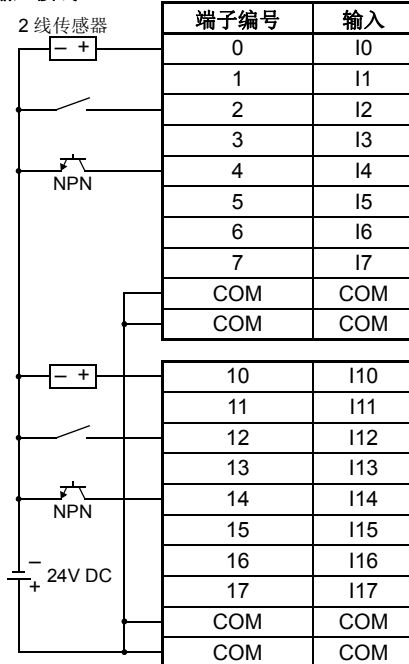 2 线传感器
端子编号 输入
– +
0 I0
1 I1
2 I2
3 I3
4 I4
NPN
5 I5
6 I6
7 I7
COM COM
COM COM
– +
10 I10
11 I11
12 I12
13 I13
14 I14
NPN
15 I15
16 I16
–
24V DC
+
17 I17
COM COM
COM COM